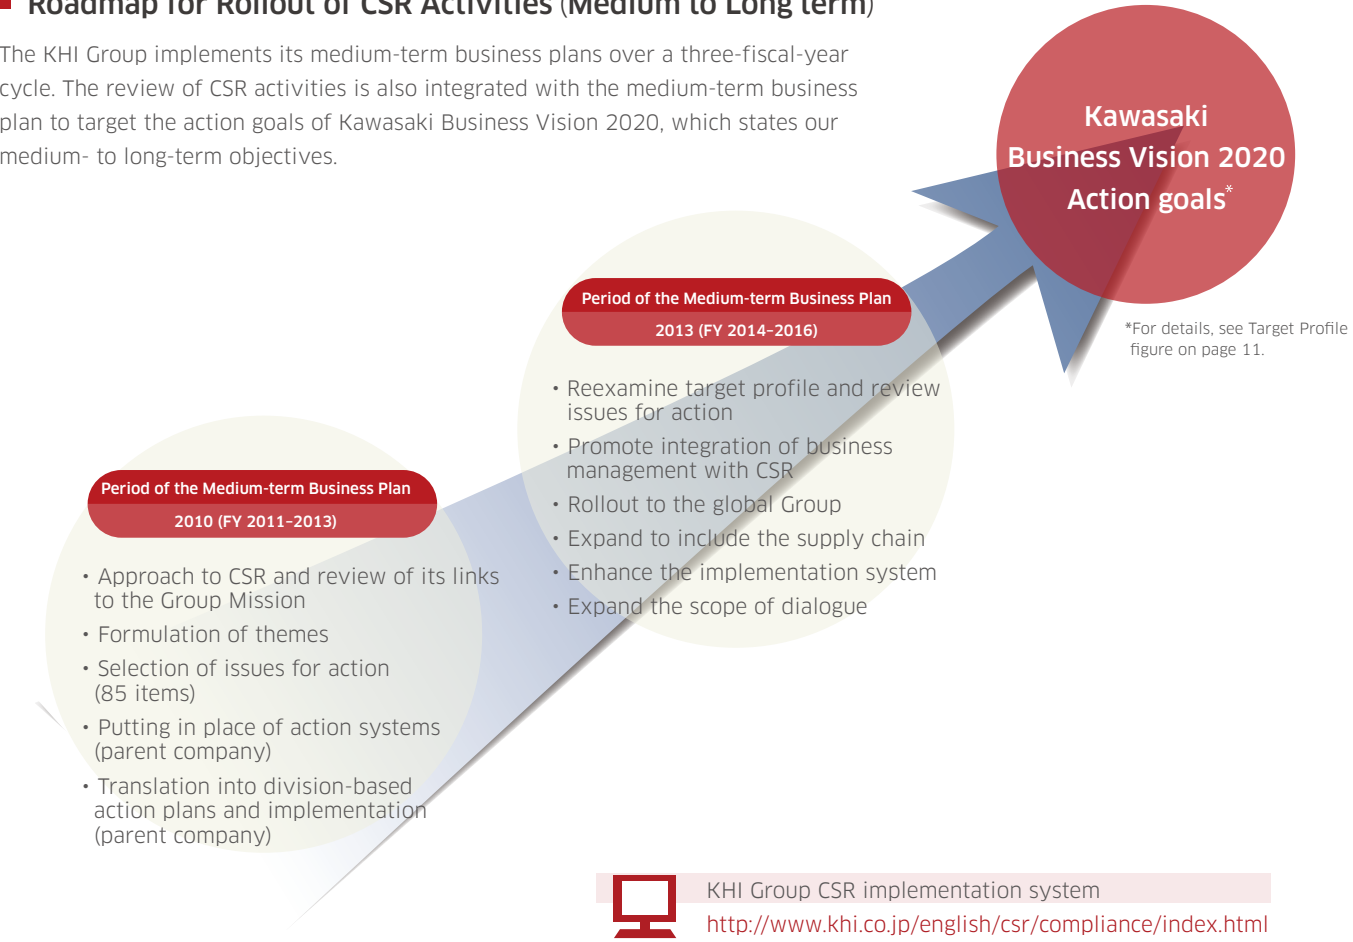 Roadmap for Rollout of CSR Activities (Medium to Long term)
The KHI Group implements its medium-term business plans over a three-fiscal-year
cycle. The review of CSR activities is also integrated with the medium-term business
plan to target the action goals of Kawasaki Business Vision 2020, which states our
medium- to long-term objectives.
Kawasaki
Business Vision 2020
Action goals*
*For details, see Target Profile
figure on page 11.
Period of the Medium-term Business Plan
2013 (FY 2014–2016)
• Reexamine target profile and review
issues for action
• Promote integration of business
management with CSR
• Rollout to the global Group
• Expand to include the supply chain
• Enhance the implementation system
• Expand the scope of dialogue
Period of the Medium-term Business Plan
2010 (FY 2011–2013)
• Approach to CSR and review of its links
to the Group Mission
• Formulation of themes
• Selection of issues for action
(85 items)
• Putting in place of action systems
(parent company)
• Translation into division-based
action plans and implementation
(parent company)
KHI Group CSR implementation system
http://www.khi.co.jp/english/csr/compliance/index.html